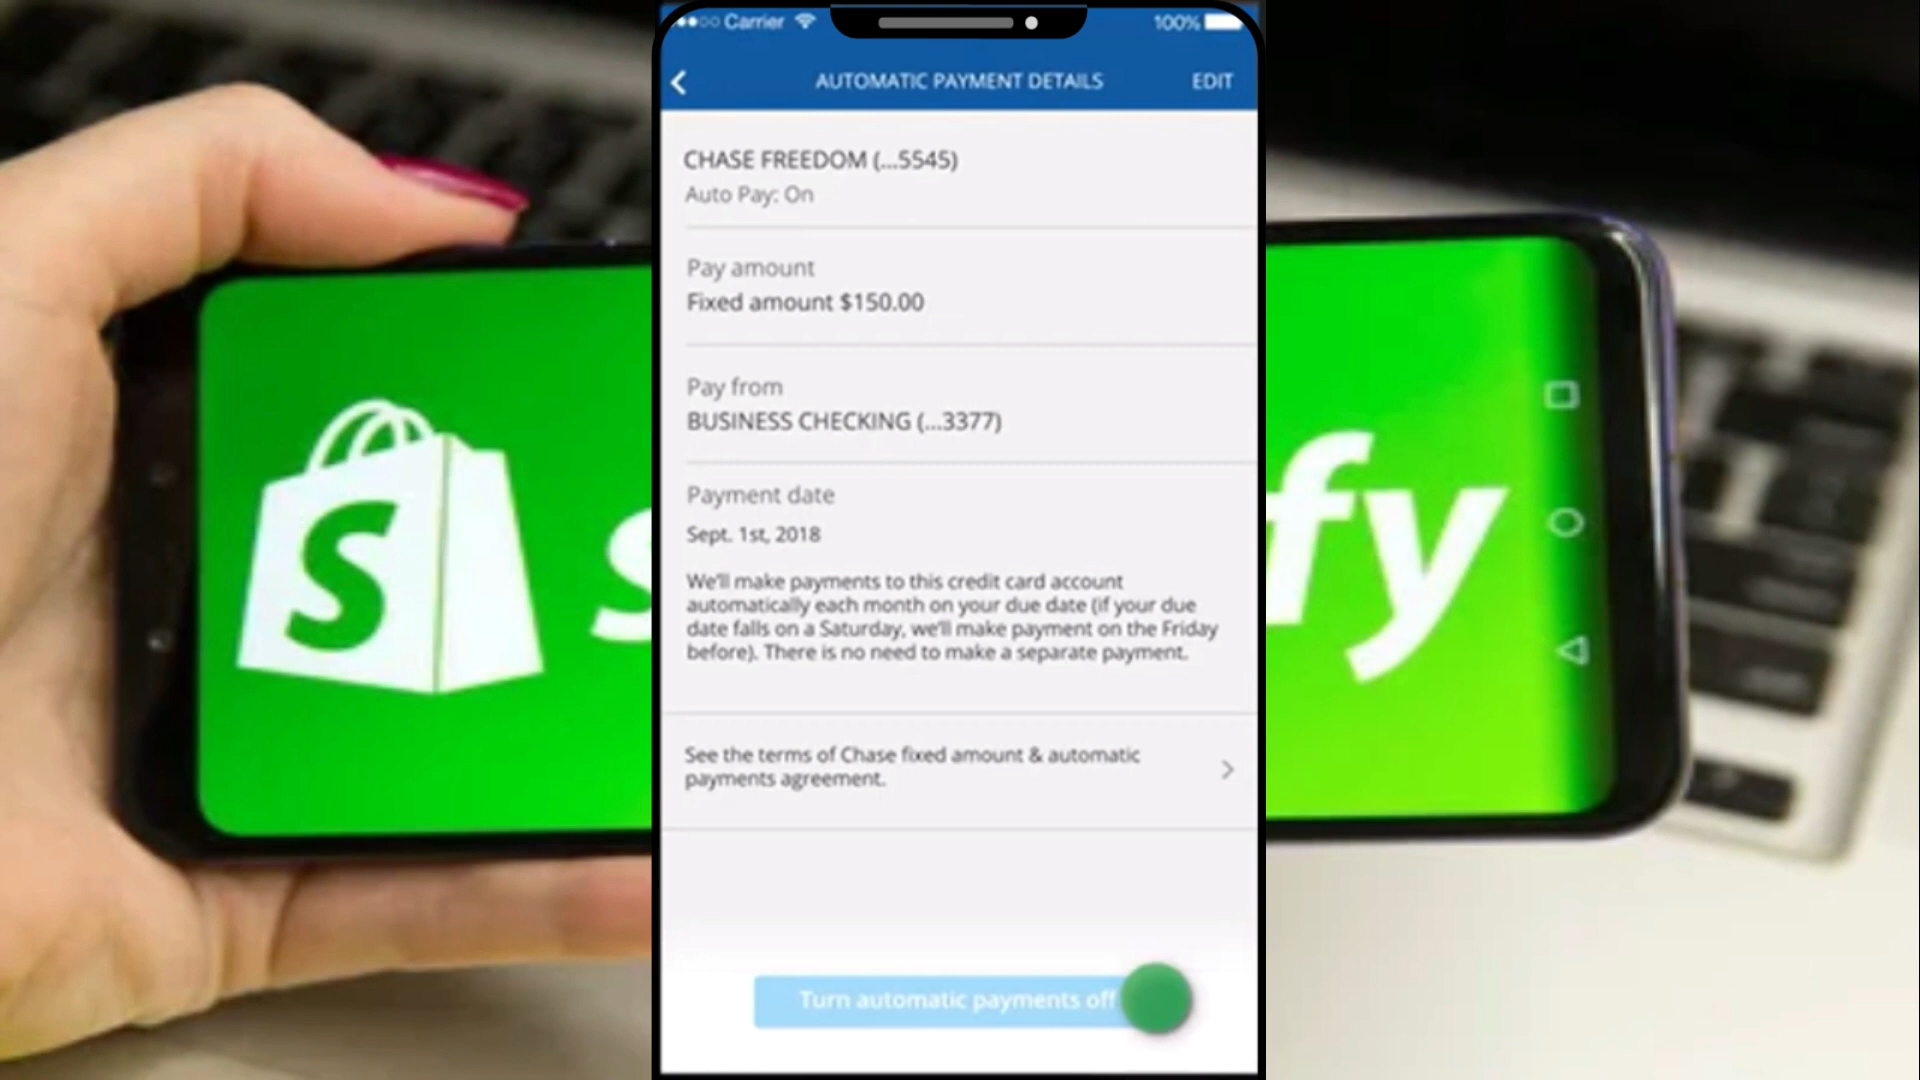 Carrier
100%
AUTOMATIC PAYMENT DETAILS
EDIT
CHASE FREEDOM (...5545)
Auto Pay: On
Pay amount
Fixed amount $150.00
Pay from
BUSINESS CHECKING (...3377)
Payment date
Sept. 1st, 2018
We'll make payments to this credit card account
automatically each month on your due date (if your due
date falls on a Saturday, we'll make payment on the Friday
before). There is no need to make a separate payment.
See the terms of Chase fixed amount & automatic
payments agreement.
Turn automatic payments off
S
s
fy